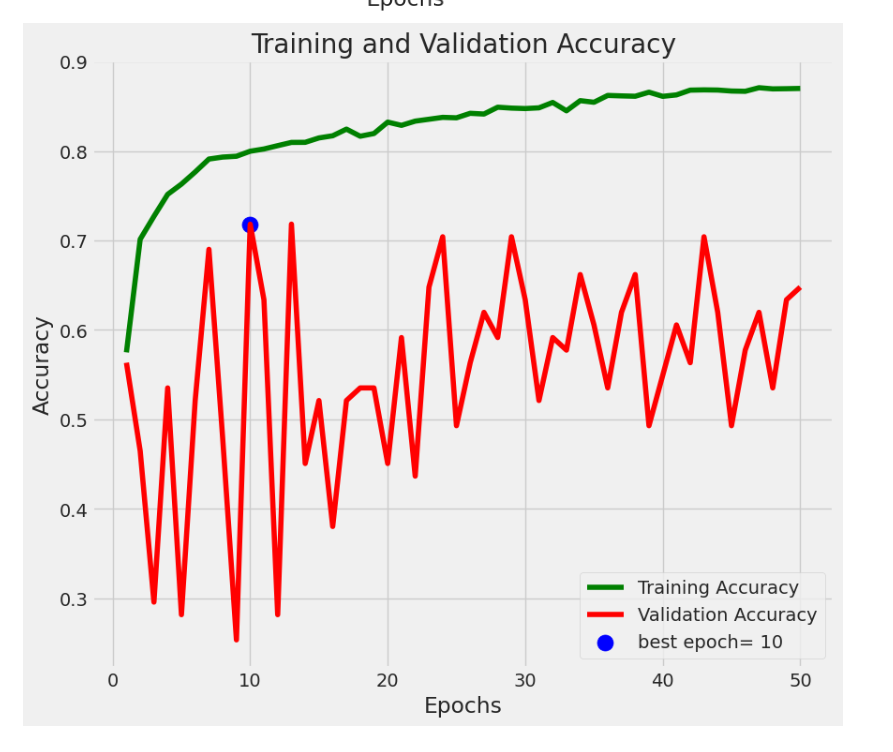 Epochs
Training and Validation Accuracy
0.9
0.8
0.7
0.6
0.5
0.4
0.3
Accuracy
Training Accuracy
Validation Accuracy
best epoch= 10
0 10 20 30 40 50
Epochs